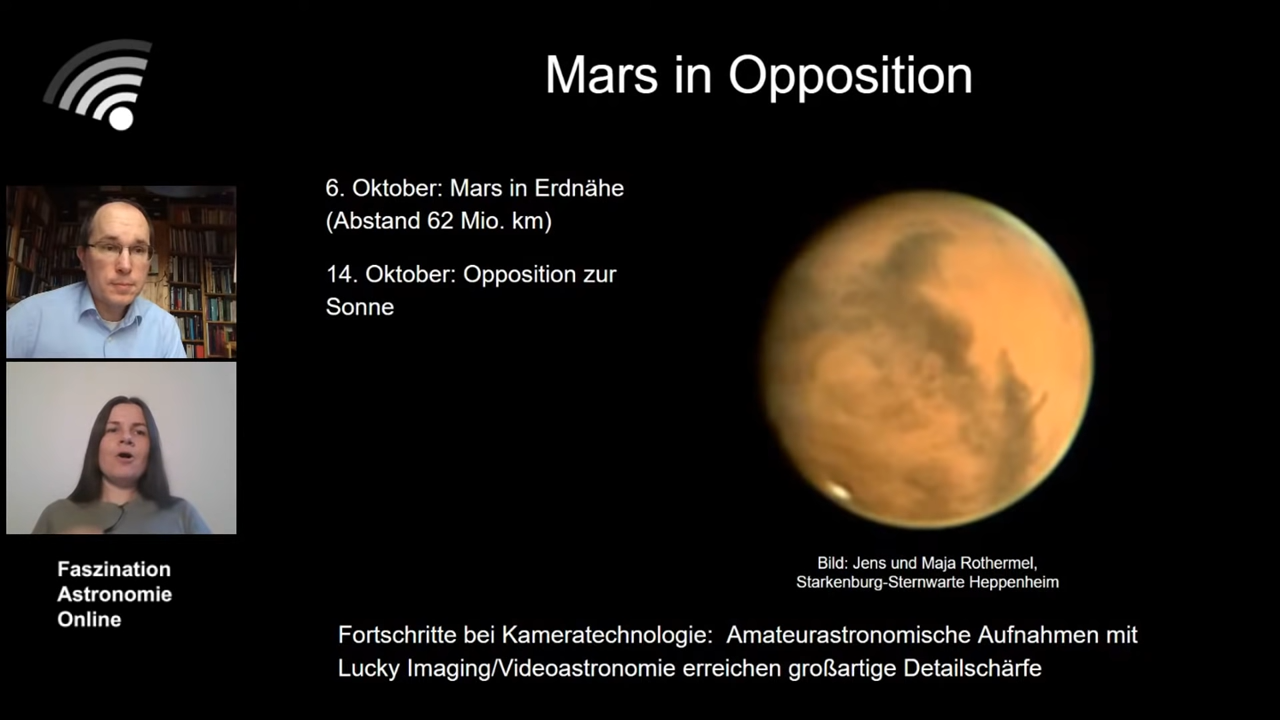 Mars in Opposition
6. Oktober: Mars in Erdnähe
(Abstand 62 Mio. km)
14. Oktober: Opposition zur
Sonne
Bild: Jens und Maja Rothermel,
Starkenburg-Sternwarte Heppenheim
Faszination
Astronomie
Online
Fortschritte bei Kameratechnologie:  Amateurastronomische Aufnahmen mit
Lucky Imaging/Videoastronomie erreichen großartige Detailschärfe